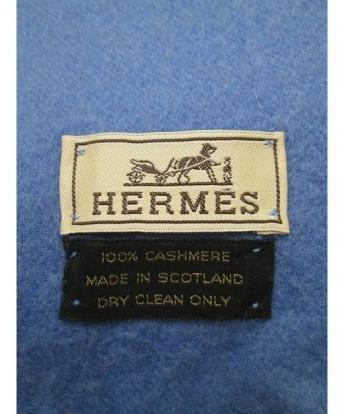 HERMÈS
100% CASHMERE
MADE IN SCOTLAND
DRY CLEAN ONLY